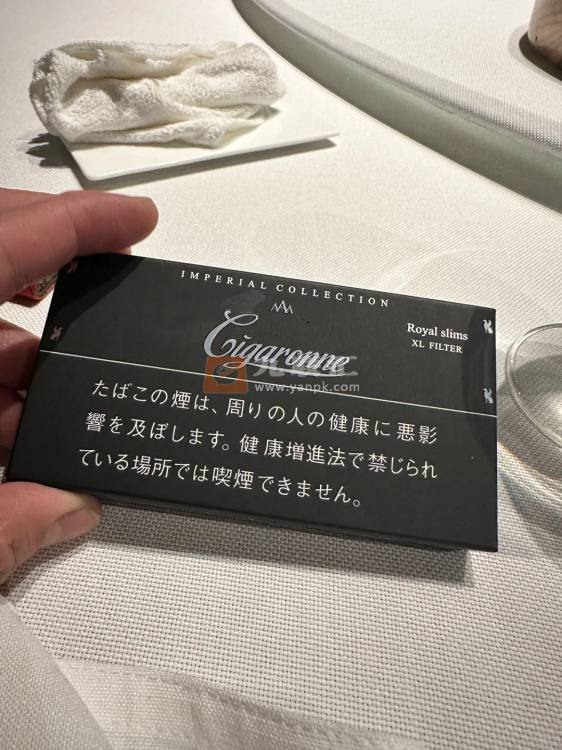 IMPERIAL COLLECTION
Cigaronne
Royal slims
XL FILTER
www.yanpk.com
たばこの煙は、周りの人の健康に悪影
響を及ぼします。健康増進法で禁じられ
ている場所では喫煙できません。